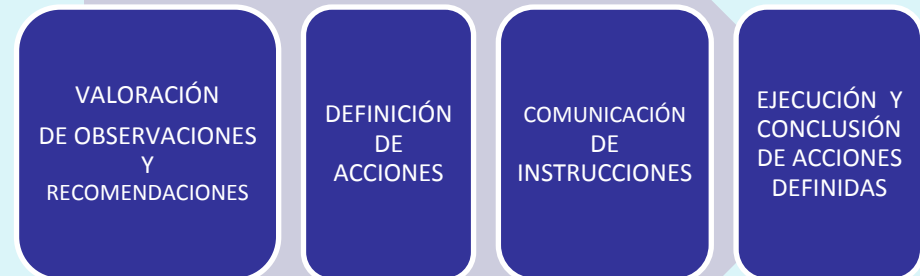 VALORACIÓN
DE OBSERVACIONES
Y
RECOMENDACIONES
DEFINICIÓN
DE
ACCIONES
COMUNICACIÓN
DE
INSTRUCCIONES
EJECUCIÓN Y
CONCLUSIÓN
DE ACCIONES
DEFINIDAS